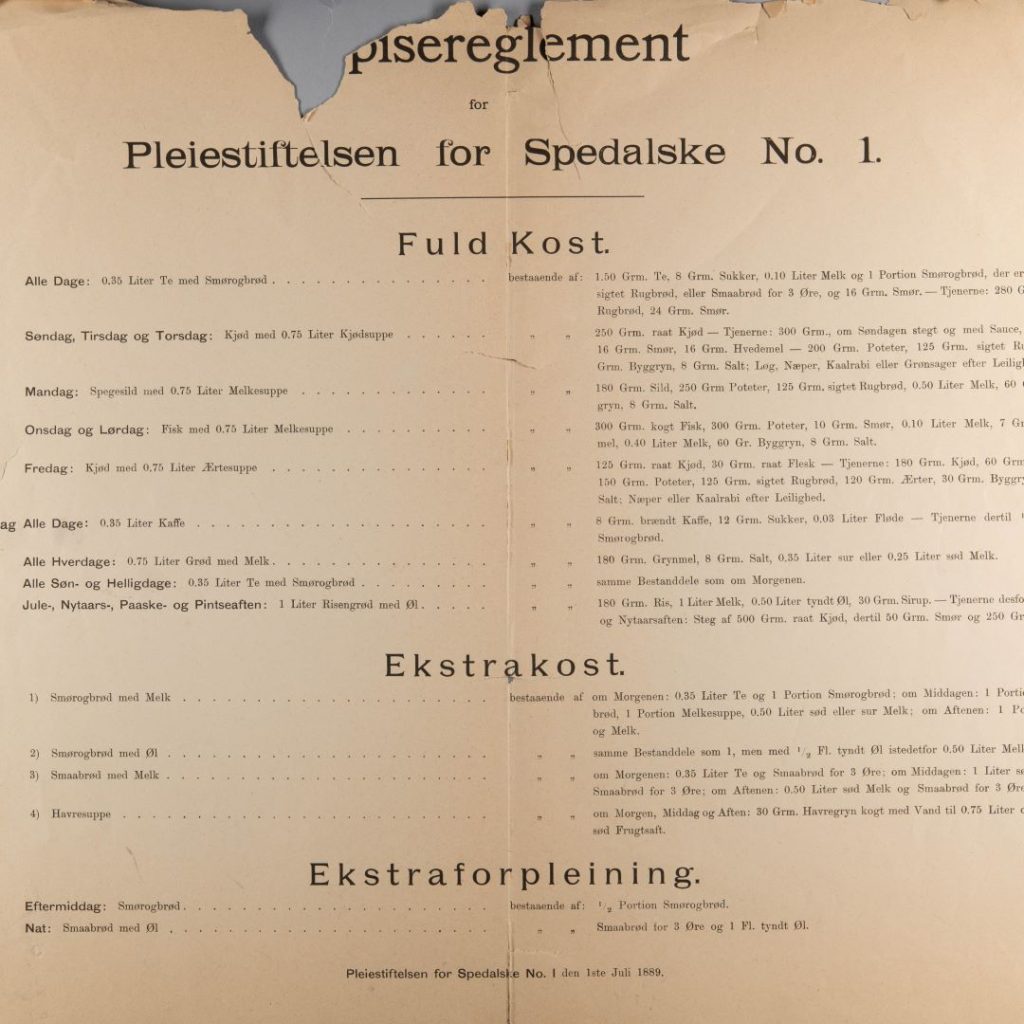 pisereglement
for
Pleiestiftelsen for Spedalske No. 1.
Fuld Kost.
Alle Dage: 0.35 Liter Te med Smørogbrød . . . . . . . . . . . . . . . bestaaende af: 1.50 Grm. Te, 8 Grm. Sukker, 0.10 Liter Melk og 1 Portion Smørogbrød, der er
sigtet Rugbrød, eller Smaabrød for 3 Øre, og 16 Grm. Smør. — Tjenerne: 280 G
Rugbrød, 24 Grm. Smør.
Søndag, Tirsdag og Torsdag: Kjød med 0.75 Liter Kjødsuppe . . . . . . „ „ 250 Grm. raat Kjød — Tjenerne: 300 Grm., om Søndagen stegt og med Sauce,
16 Grm. Smør, 16 Grm. Hvedemel — 200 Grm. Poteter, 125 Grm. sigtet Ru
Grm. Byggryn, 8 Grm. Salt; Løg, Næper, Kaalrabi eller Grønsager efter Leiligh
Mandag: Spegesild med 0.75 Liter Melkesuppe . . . . . . . . . . . . . „ „ 180 Grm. Sild, 250 Grm Poteter, 125 Grm. sigtet Rugbrød, 0.50 Liter Melk, 60
gryn, 8 Grm. Salt.
Onsdag og Lørdag: Fisk med 0.75 Liter Melkesuppe . . . . . . . . . „ „ 300 Grm. kogt Fisk, 300 Grm. Poteter, 10 Grm. Smør, 0.10 Liter Melk, 7 Gr
mel, 0.40 Liter Melk, 60 Gr. Byggryn, 8 Grm. Salt.
Fredag: Kjød med 0.75 Liter Ærtesuppe . . . . . . . . . . . . . . . „ „ 125 Grm. raat Kjød, 30 Grm. raat Flesk — Tjenerne: 180 Grm. Kjød, 60 Grm
150 Grm. Poteter, 125 Grm. sigtet Rugbrød, 120 Grm. Ærter, 30 Grm. Byggry
Salt; Næper eller Kaalrabi efter Leilighed.
ag Alle Dage: 0.35 Liter Kaffe . . . . . . . . . . . . . . . . . . . „ „ 8 Grm. brændt Kaffe, 12 Grm. Sukker, 0.03 Liter Fløde — Tjenerne dertil
Smørogbrød.
Alle Hverdage: 0.75 Liter Grød med Melk . . . . . . . . . . . . . . . „ „ 180 Grm. Grynmel, 8 Grm. Salt, 0.35 Liter sur eller 0.25 Liter sød Melk.
Alle Søn- og Helligdage: 0.35 Liter Te med Smørogbrød . . . . . . . . . „ „ samme Bestanddele som om Morgenen.
Jule-, Nytaars-, Paaske- og Pintseaften: 1 Liter Risengrød med Øl . . . . . „ „ 180 Grm. Ris, 1 Liter Melk, 0.50 Liter tyndt Øl, 30 Grm. Sirup. — Tjenerne desfo
og Nytaarsaften: Steg af 500 Grm. raat Kjød, dertil 50 Grm. Smør og 250 Gr
Ekstrakost.
1) Smørogbrød med Melk . . . . . . . . . . . . . . . . . . . . bestaaende af om Morgenen: 0.35 Liter Te og 1 Portion Smørogbrød; om Middagen: 1 Porti
brød, 1 Portion Melkesuppe, 0.50 Liter sød eller sur Melk; om Aftenen: 1 Po
og Melk.
2) Smørogbrød med Øl . . . . . . . . . . . . . . . . . . . . . „ „ samme Bestanddele som 1, men med 1/2 Fl. tyndt Øl istedetfor 0.50 Liter Melk
3) Smaabrød med Melk . . . . . . . . . . . . . . . . . . . . . „ „ om Morgenen: 0.35 Liter Te og Smaabrød for 3 Øre; om Middagen: 1 Liter sø
Smaabrød for 3 Øre; om Aftenen: 0.50 Liter sød Melk og Smaabrød for 3 Øre
4) Havresuppe . . . . . . . . . . . . . . . . . . . . . . . . „ „ om Morgen, Middag og Aften: 30 Grm. Havregryn kogt med Vand til 0.75 Liter
sød Frugtsaft.
Ekstraforpleining.
Eftermiddag: Smørogbrød . . . . . . . . . . . . . . . . . . . . bestaaende af: 1/2 Portion Smørogbrød.
Nat: Smaabrød med Øl . . . . . . . . . . . . . . . . . . . . . „ „ Smaabrød for 3 Øre og 1 Fl. tyndt Øl.
Pleiestiftelsen for Spedalske No. 1 den 1ste Juli 1889.